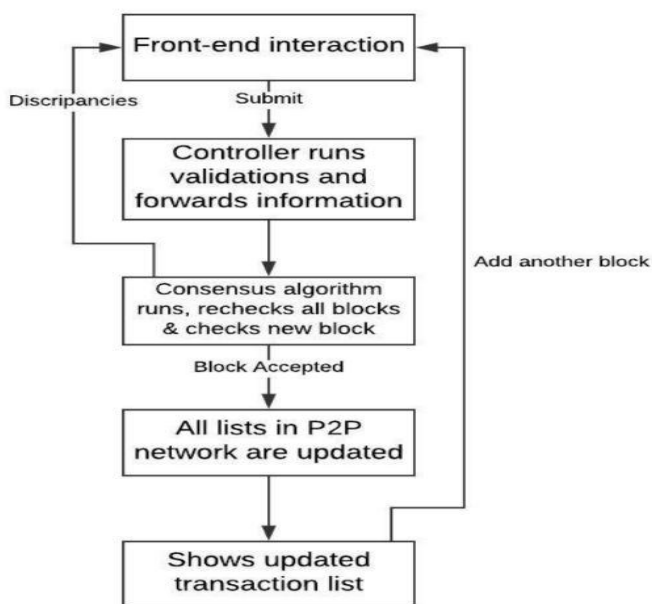 Front-end interaction
Discripancies
Submit
Controller runs
validations and
forwards information
Add another block
Consensus algorithm
runs, rechecks all blocks
& checks new block
Block Accepted
All lists in P2P
network are updated
Shows updated
transaction list